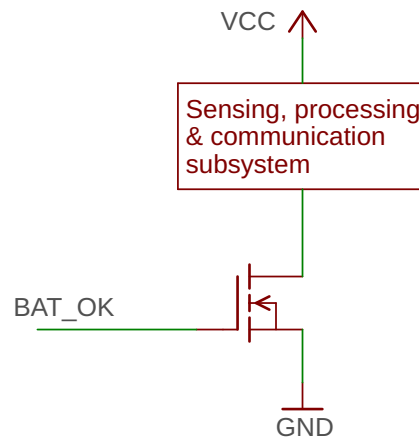 VCC
Sensing, processing
& communication
subsystem
BAT_OK
GND